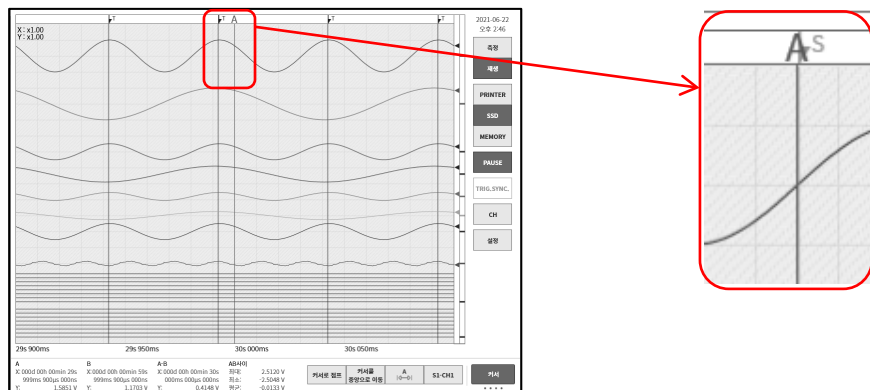 T
T A
T
T
X: x1.00
Y: x1.00
2021-06-22
오후 2:46
측정
재생
PRINTER
SSD
MEMORY
PAUSE
TRIG.SYNC.
CH
설정
29s 900ms
29s 950ms
30s 000ms
30s 050ms
A
X:000d 00h 00min 29s
999ms 900µs 000ns
Y: 1.5851 V
B
X:000d 00h 00min 59s
999ms 900µs 000ns
Y: 1.1703 V
A-B
X:000d 00h 00min 30s
000ms 000µs 000ns
Y: 0.4148 V
AB사이
최대: 2.5120 V
최소: -2.5048 V
평균: -0.0133 V
커서로 점프
커서를
중앙으로 이동
A
S1-CH1
커서
A S